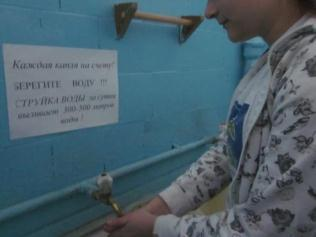 Каждая капля на счету!
БЕРЕГИТЕ ВОДУ !!!
СТРУЙКА ВОДЫ за сутки
выливает 300-500 литров
воды !